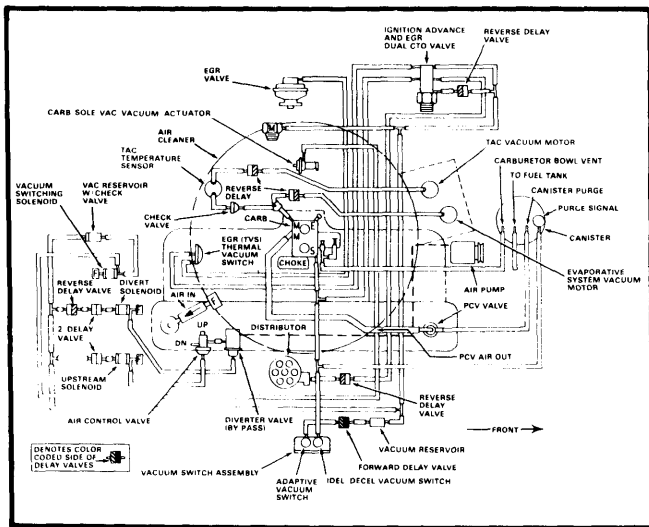 IGNITION ADVANCE
AND EGR
DUAL CTO VALVE
REVERSE DELAY
VALVE
EGR
VALVE
CARB SOLE VAC VACUUM ACTUATOR
AIR
CLEANER
TAC
TEMPERATURE
SENSOR
TAC VACUUM MOTOR
CARBURETOR BOWL VENT
TO FUEL TANK
CANISTER PURGE
PURGE SIGNAL
CANISTER
VACUUM
SWITCHING
SOLENOID
VAC RESERVOIR
W/CHECK
VALVE
REVERSE
DELAY
CHECK
VALVE
CARB
M
M
E
S
CHOKE
EGR (TVS)
THERMAL
VACUUM
SWITCH
EVAPORATIVE
SYSTEM VACUUM
MOTOR
AIR PUMP
REVERSE
DELAY VALVE
DIVERT
SOLENOID
AIR IN
PCV VALVE
2 DELAY
VALVE
UP
DN
DISTRIBUTOR
PCV AIR OUT
UPSTREAM
SOLENOID
AIR CONTROL VALVE
DIVERTER VALVE
(BY PASS)
REVERSE
DELAY
VALVE
FRONT
VACUUM RESERVOIR
DENOTES COLOR
CODED SIDE OF
DELAY VALVES
FORWARD DELAY VALVE
VACUUM SWITCH ASSEMBLY
ADAPTIVE
VACUUM
SWITCH
IDEL DECEL VACUUM SWITCH